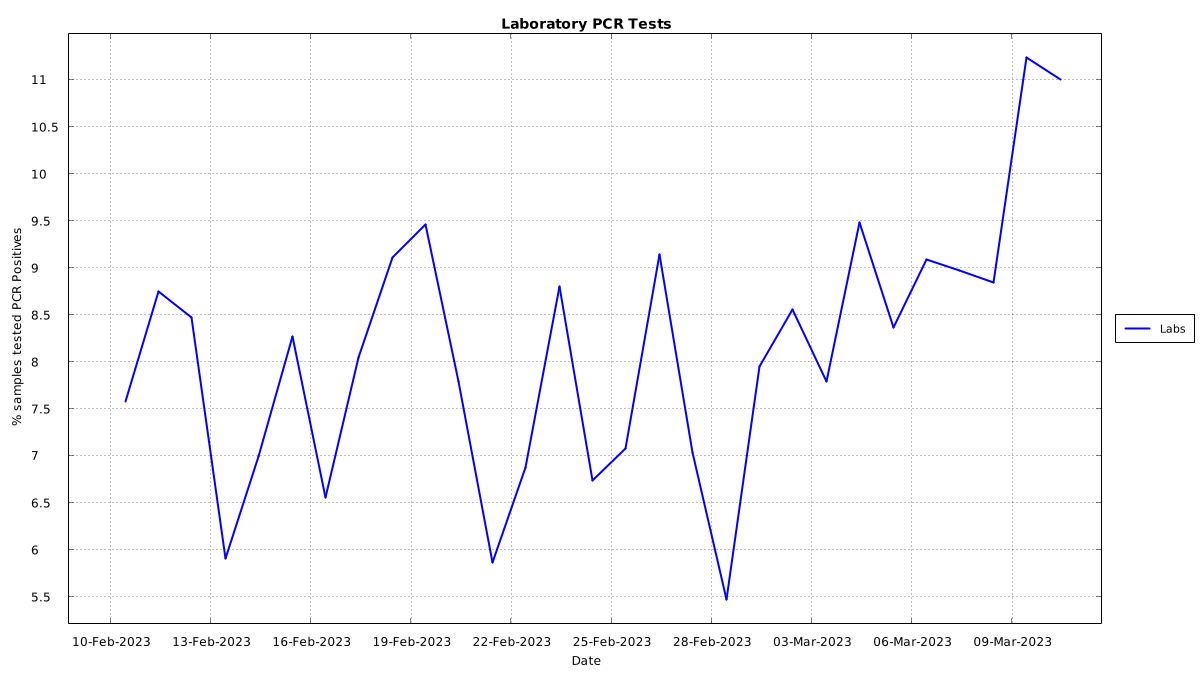 Laboratory PCR Tests
% samples tested PCR Positives
11
10.5
10
9.5
9
8.5
8
7.5
7
6.5
6
5.5
10-Feb-2023 13-Feb-2023 16-Feb-2023 19-Feb-2023 22-Feb-2023 25-Feb-2023 28-Feb-2023 03-Mar-2023 06-Mar-2023 09-Mar-2023
Date
Labs